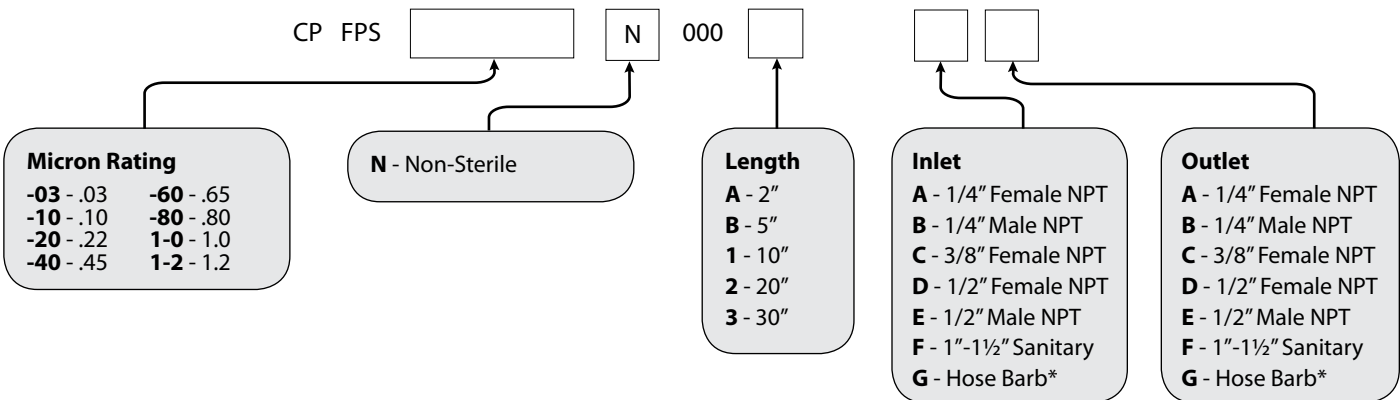 CP FPS N 000
Micron Rating
-03 - .03 -60 - .65
-10 - .10 -80 - .80
-20 - .22 1-0 - 1.0
-40 - .45 1-2 - 1.2
N - Non-Sterile
Length
A - 2”
B - 5”
1 - 10”
2 - 20”
3 - 30”
Inlet
A - 1/4” Female NPT
B - 1/4” Male NPT
C - 3/8” Female NPT
D - 1/2” Female NPT
E - 1/2” Male NPT
F - 1”-1½” Sanitary
G - Hose Barb*
Outlet
A - 1/4” Female NPT
B - 1/4” Male NPT
C - 3/8” Female NPT
D - 1/2” Female NPT
E - 1/2” Male NPT
F - 1”-1½” Sanitary
G - Hose Barb*